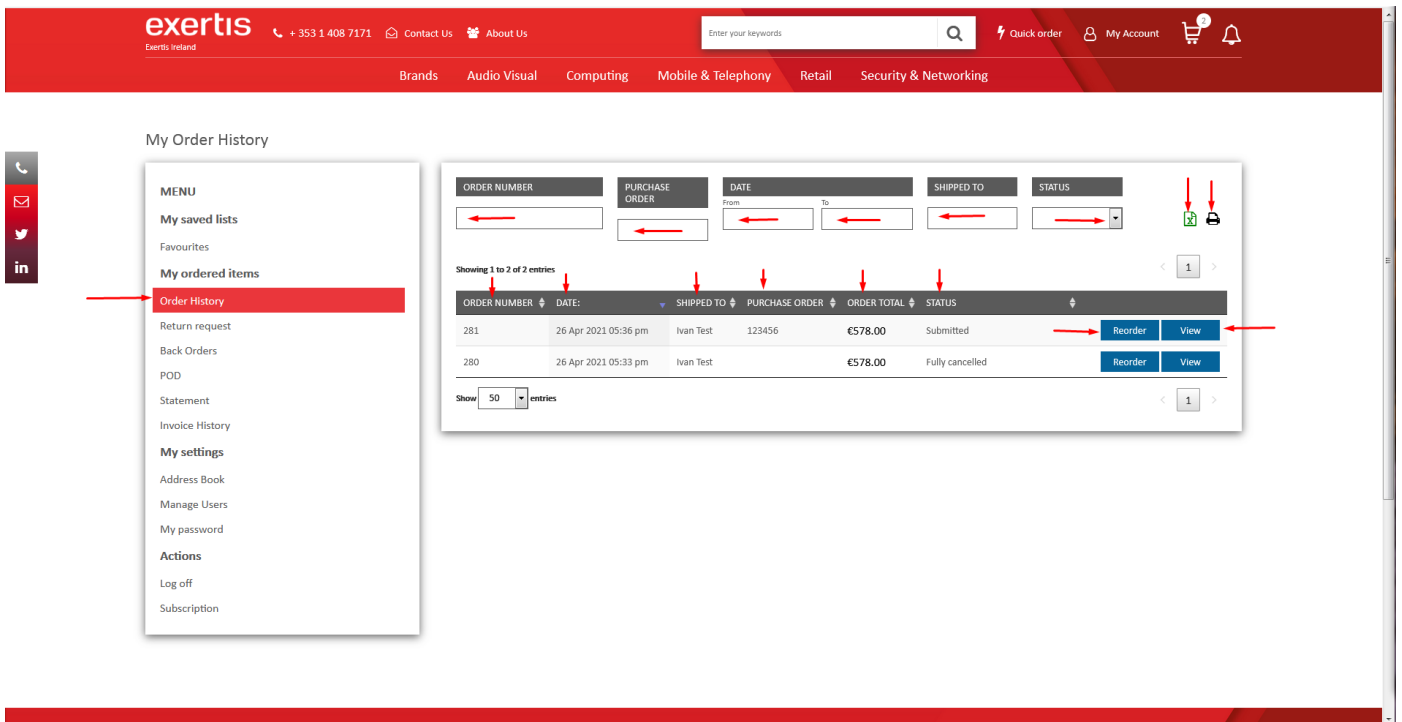 exertis
Exertis Ireland
+ 353 1 408 7171 Contact Us About Us
Enter your keywords
Quick order My Account 2
Brands Audio Visual Computing Mobile & Telephony Retail Security & Networking
My Order History
in
MENU
My saved lists
Favourites
My ordered items
Order History
Return request
Back Orders
POD
Statement
Invoice History
My settings
Address Book
Manage Users
My password
Actions
Log off
Subscription
ORDER NUMBER
PURCHASE
ORDER
DATE
From To
SHIPPED TO
STATUS
Showing 1 to 2 of 2 entries
< 1 >
ORDER NUMBER DATE: SHIPPED TO PURCHASE ORDER ORDER TOTAL STATUS
281 26 Apr 2021 05:36 pm Ivan Test 123456 €578.00 Submitted Reorder View
280 26 Apr 2021 05:33 pm Ivan Test €578.00 Fully cancelled Reorder View
Show 50 entries
< 1 >